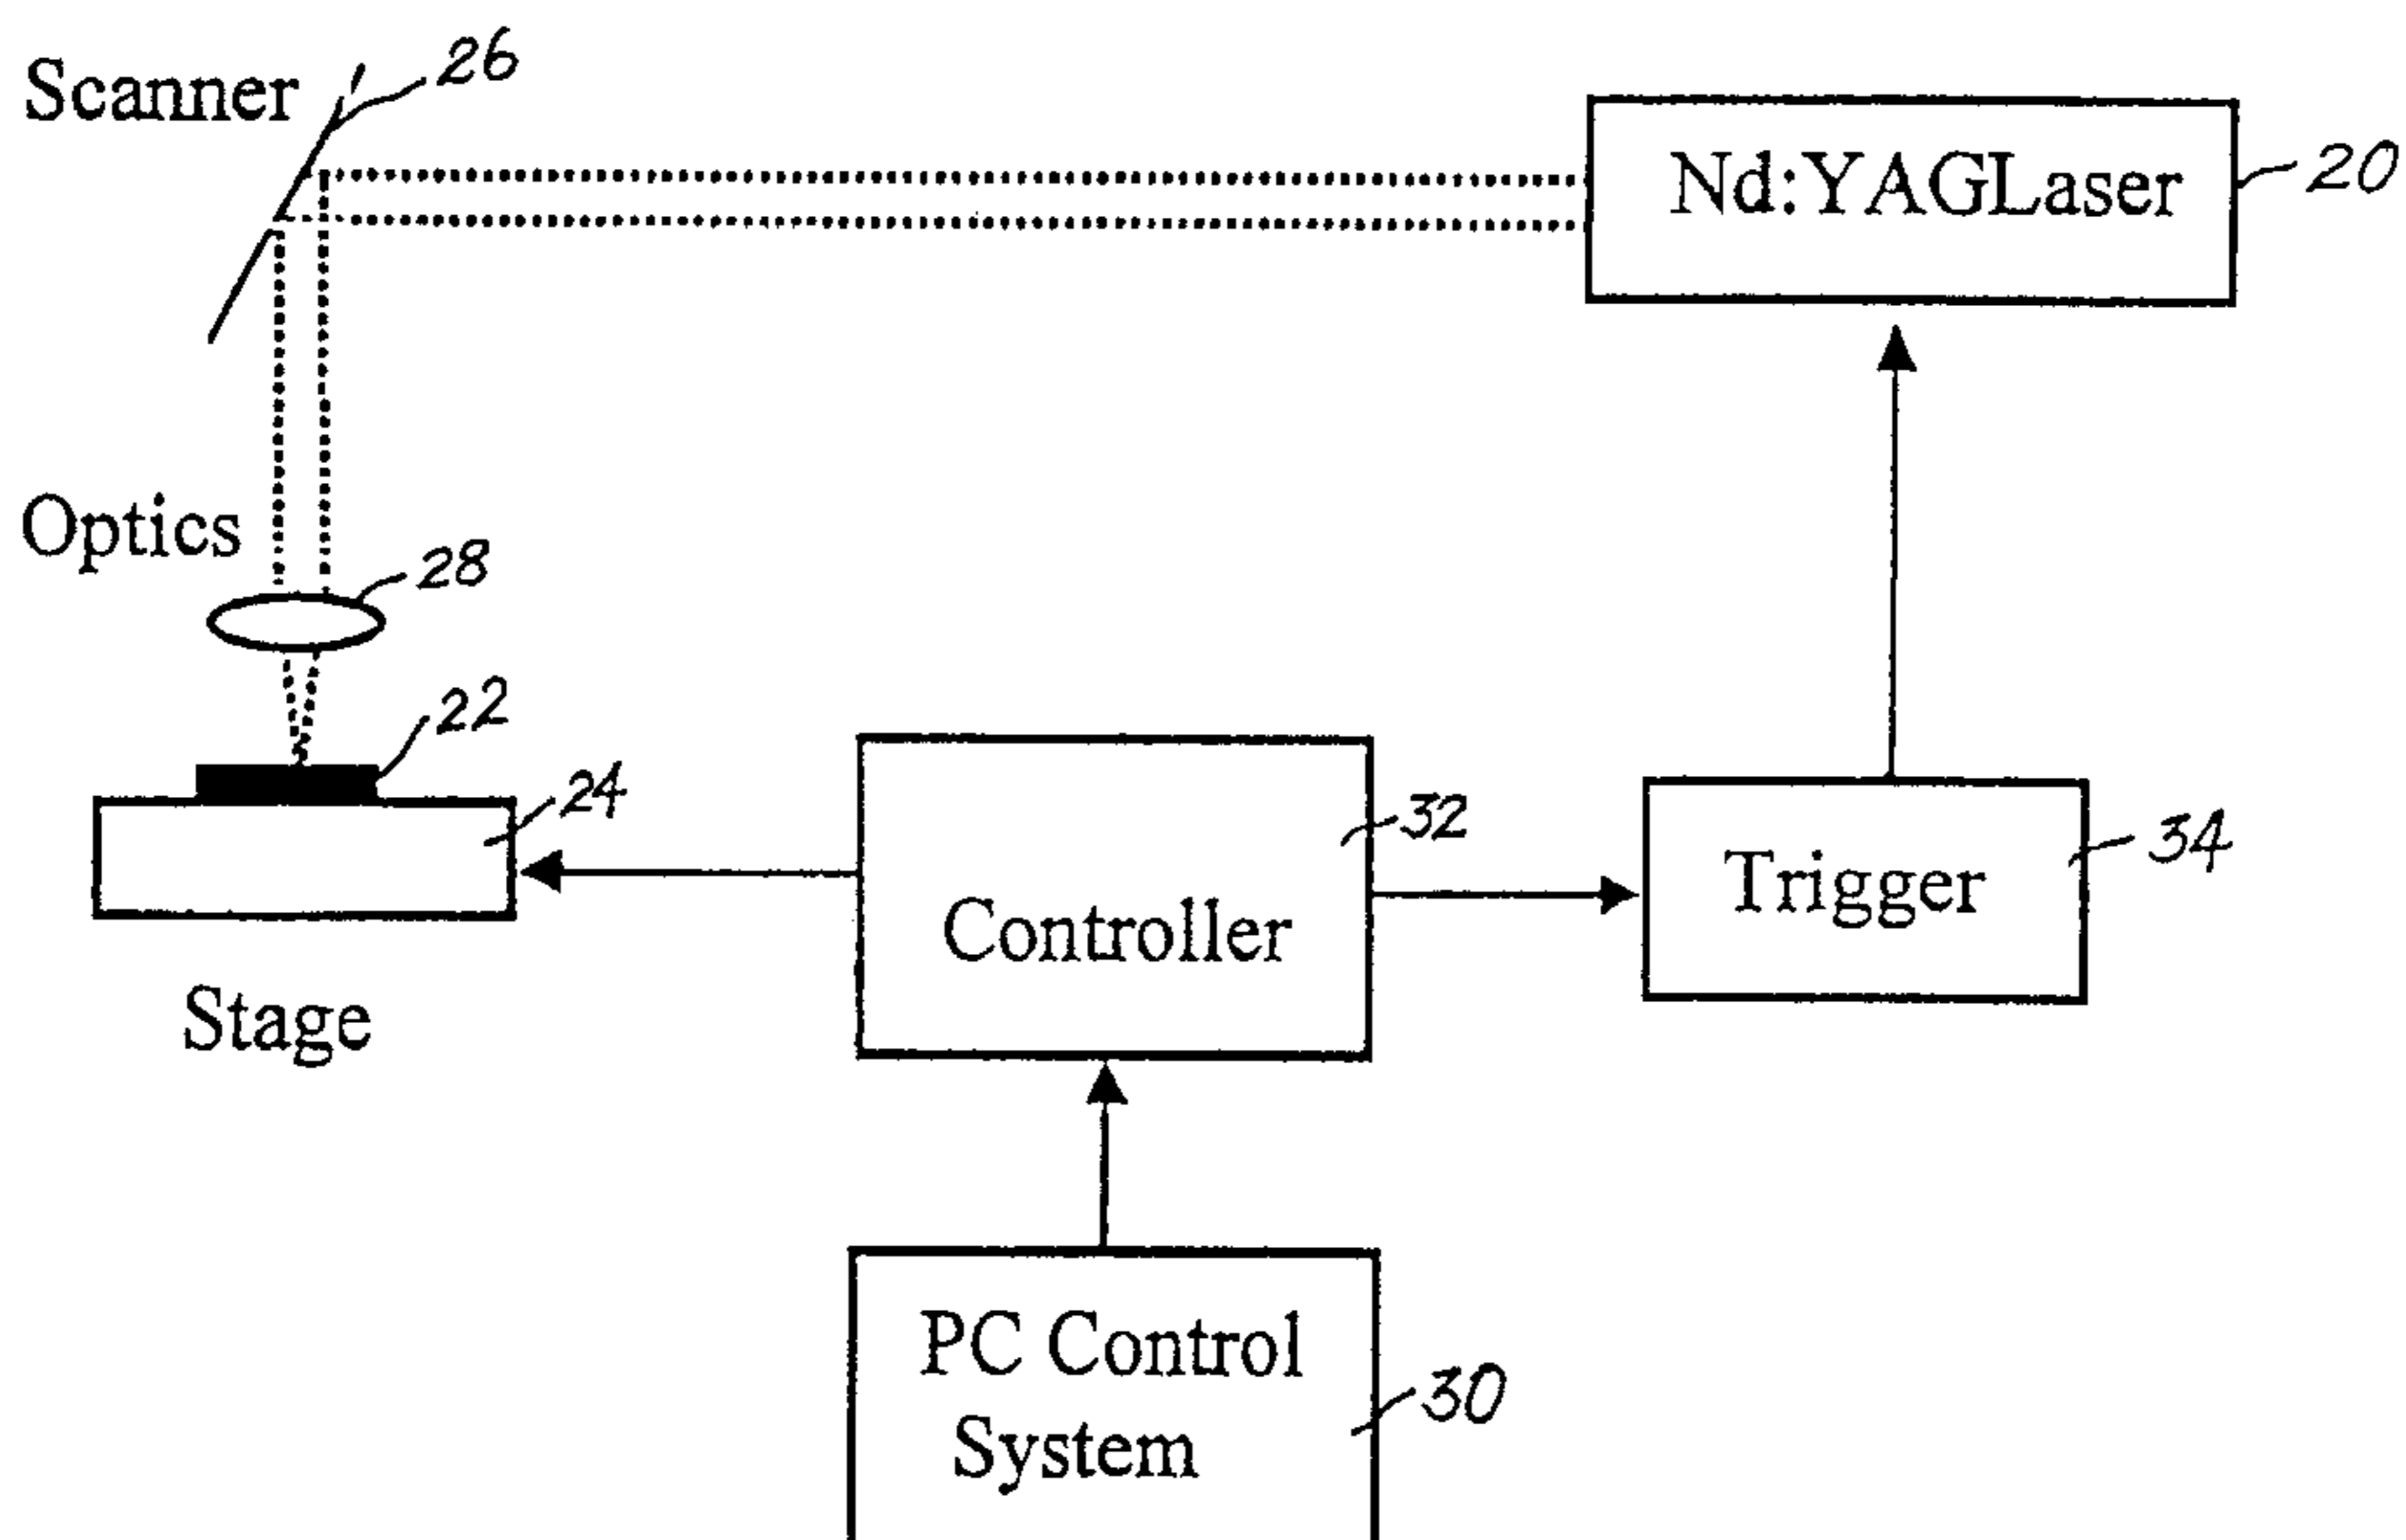 Scanner
26
Nd:YAGLaser
20
Optics
28
22
24
Stage
Controller
32
Trigger
34
PC Control
System
30